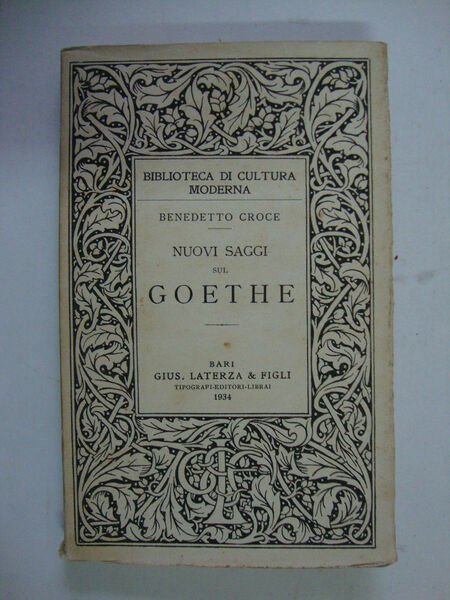 BIBLIOTECA DI CULTURA
MODERNA
BENEDETTO CROCE
NUOVI SAGGI
SUL
GOETHE
BARI
GIUS. LATERZA & FIGLI
TIPOGRAFI-EDITORI-LIBRAI
1934